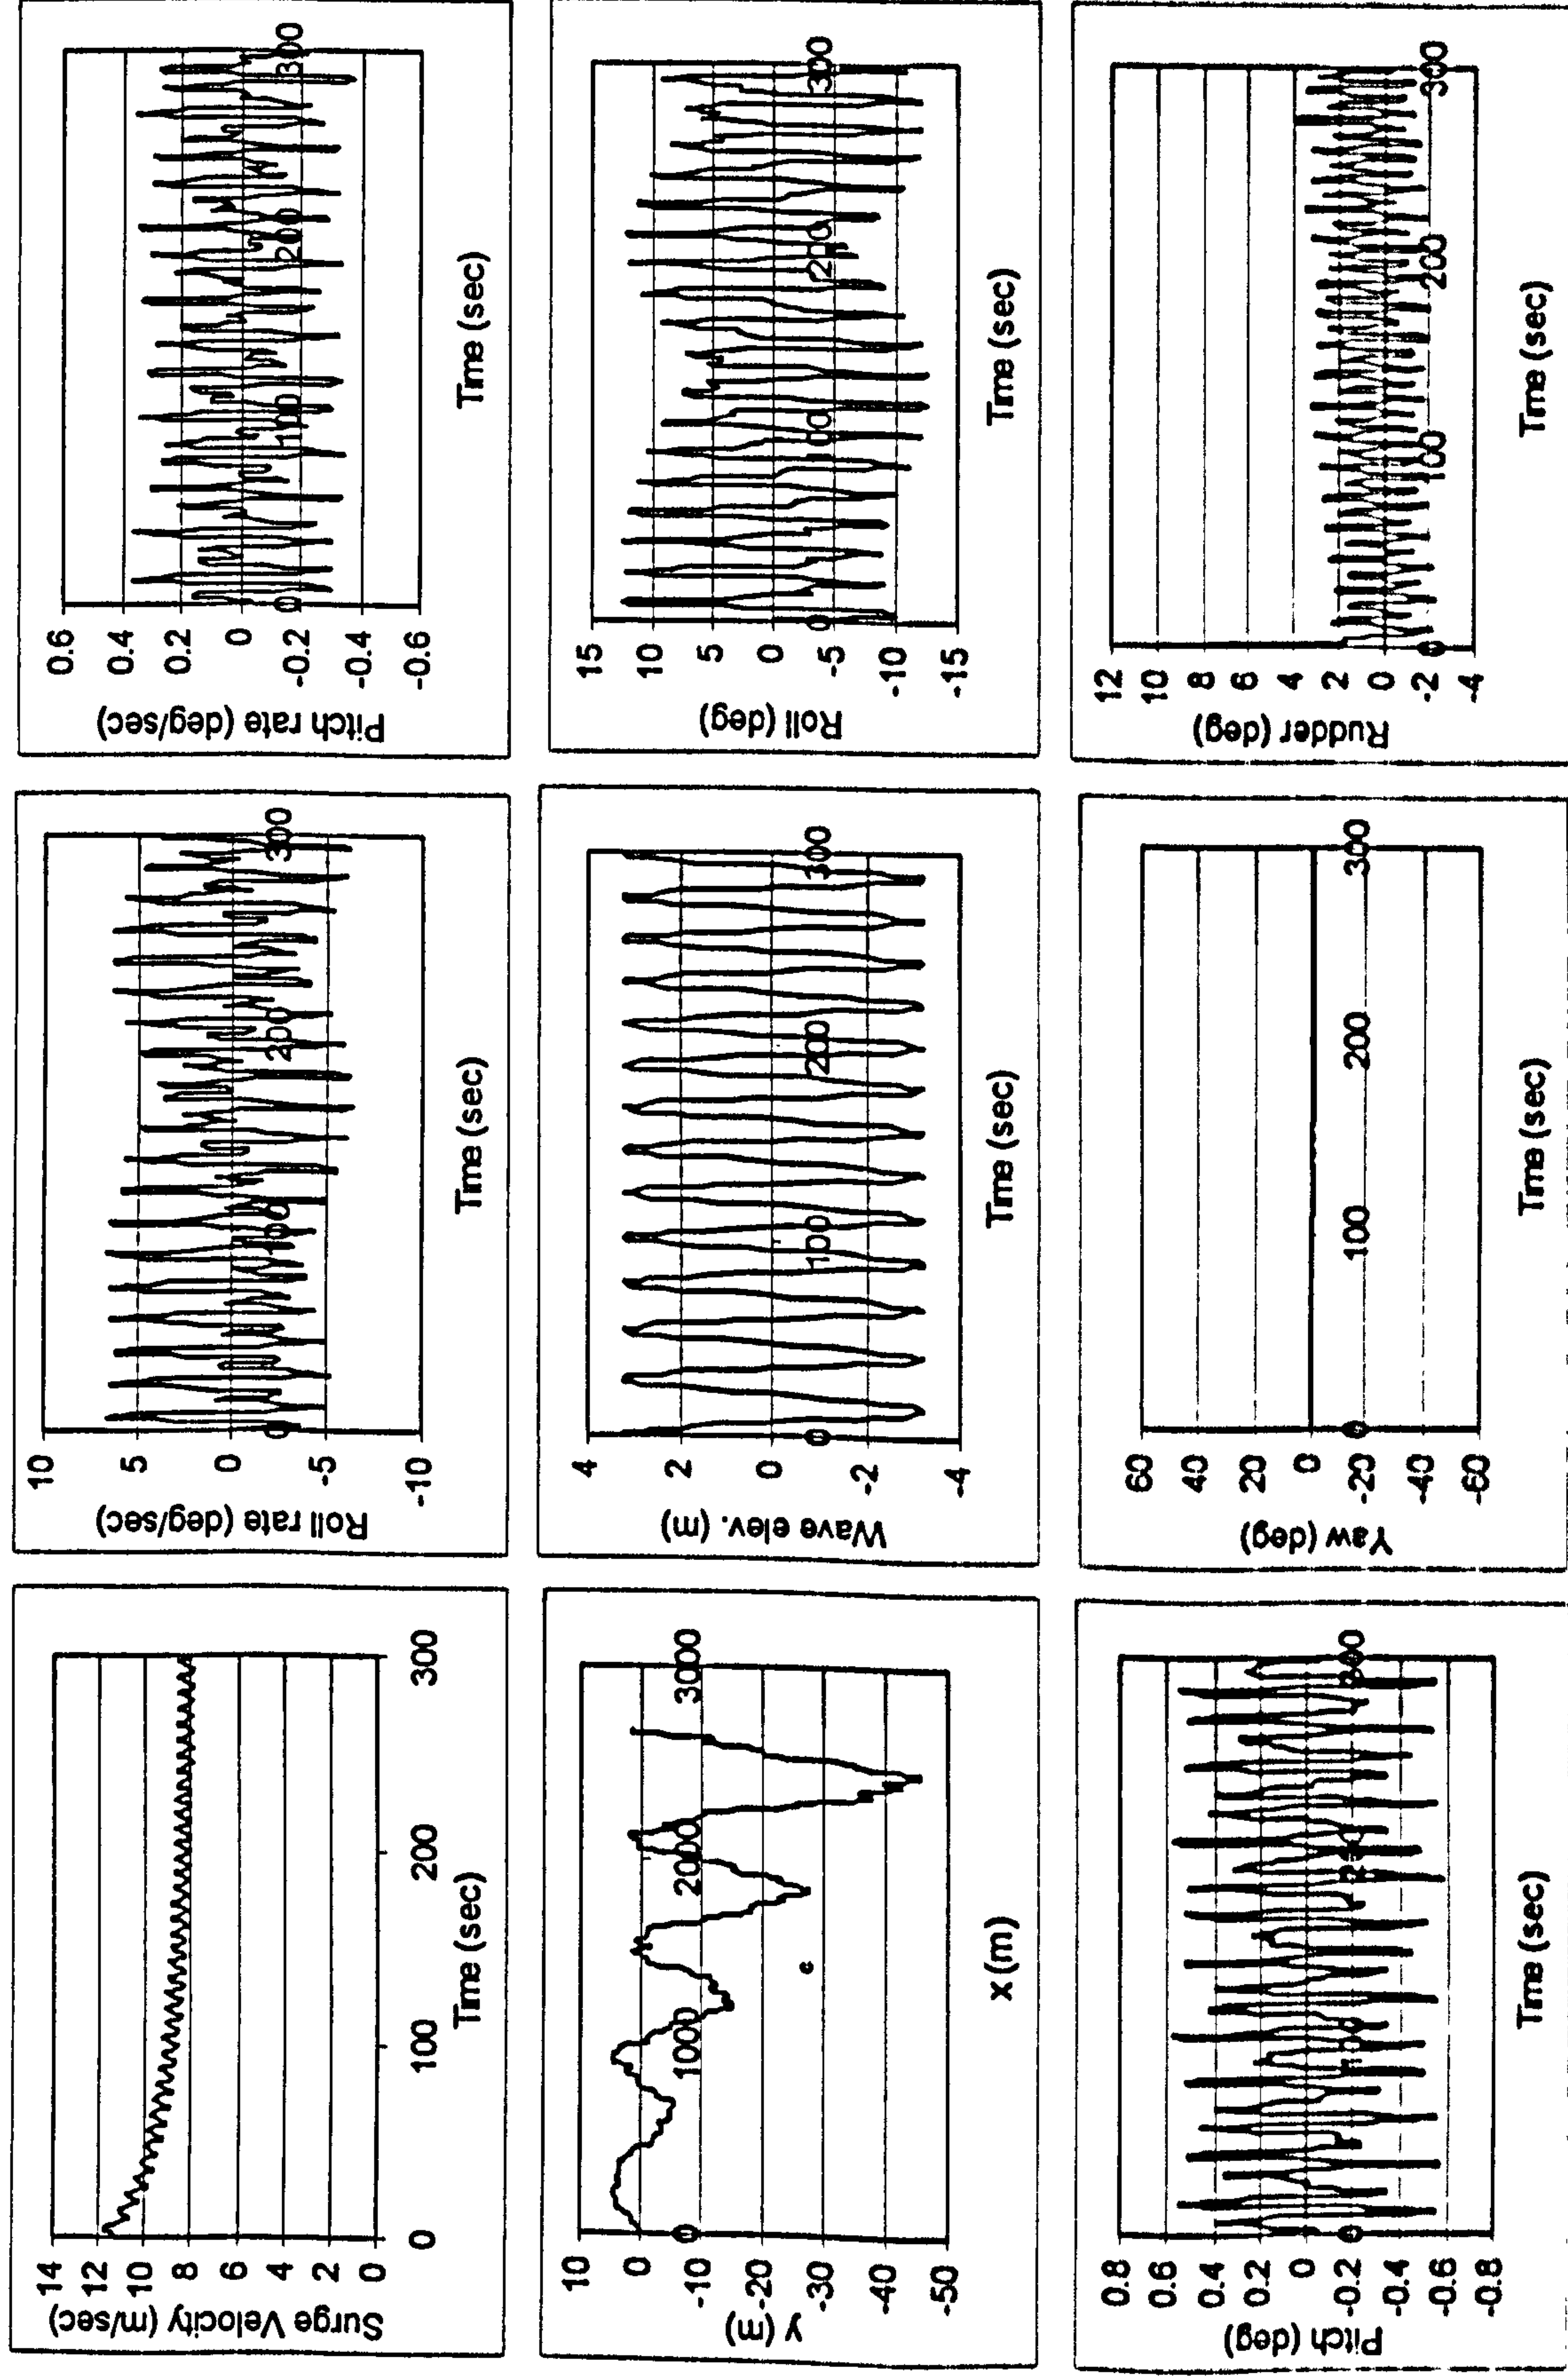 Surge Velocity (m/sec)
14
12
10
8
6
4
2
0
0 100 200 300
Time (sec)
Roll rate (deg/sec)
10
5
0
-5
-10
0 100 200 300
Time (sec)
Pitch rate (deg/sec)
0.6
0.4
0.2
0
-0.2
-0.4
-0.6
0 100 200 300
Time (sec)
y (m)
10
0
-10
-20
-30
-40
-50
0 1000 2000 3000
x (m)
Wave elev. (m)
4
2
0
-2
-4
0 100 200 300
Time (sec)
Roll (deg)
15
10
5
0
-5
-10
-15
0 200 300
Time (sec)
Pitch (deg)
0.8
0.6
0.4
0.2
0
-0.2
-0.4
-0.6
-0.8
0 300
Time (sec)
Yaw (deg)
60
40
20
0
-20
-40
-60
0 100 200 300
Time (sec)
Rudder (deg)
12
10
8
6
4
2
0
-2
-4
0 100 200 300
Time (sec)